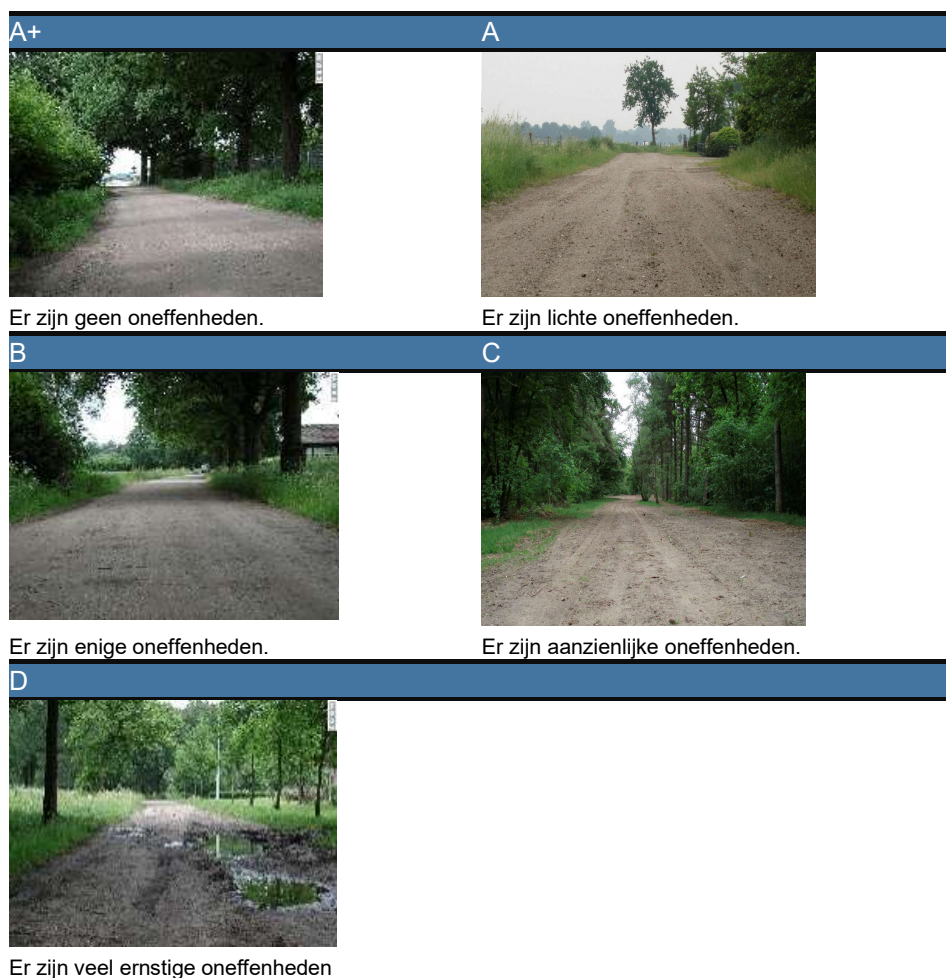 A+
A
Er zijn geen oneffenheden.
Er zijn lichte oneffenheden.
B
C
Er zijn enige oneffenheden.
Er zijn aanzienlijke oneffenheden.
D
Er zijn veel ernstige oneffenheden